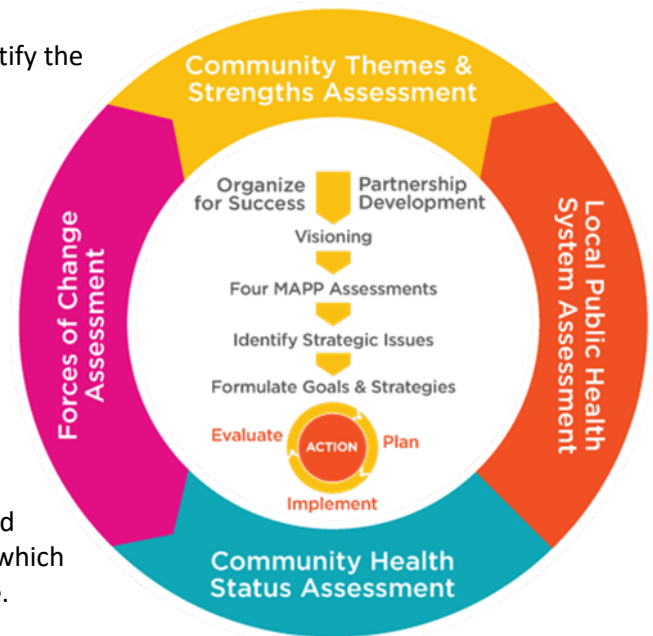 tify the
Community Themes &
Strengths Assessment
Organize
for Success
Partnership
Development
Visioning
Four MAPP Assessments
Identify Strategic Issues
Formulate Goals & Strategies
Evaluate
ACTION
Plan
Implement
Forces of Change
Assessment
Local Public Health
System Assessment
Community Health
Status Assessment
d
which
.